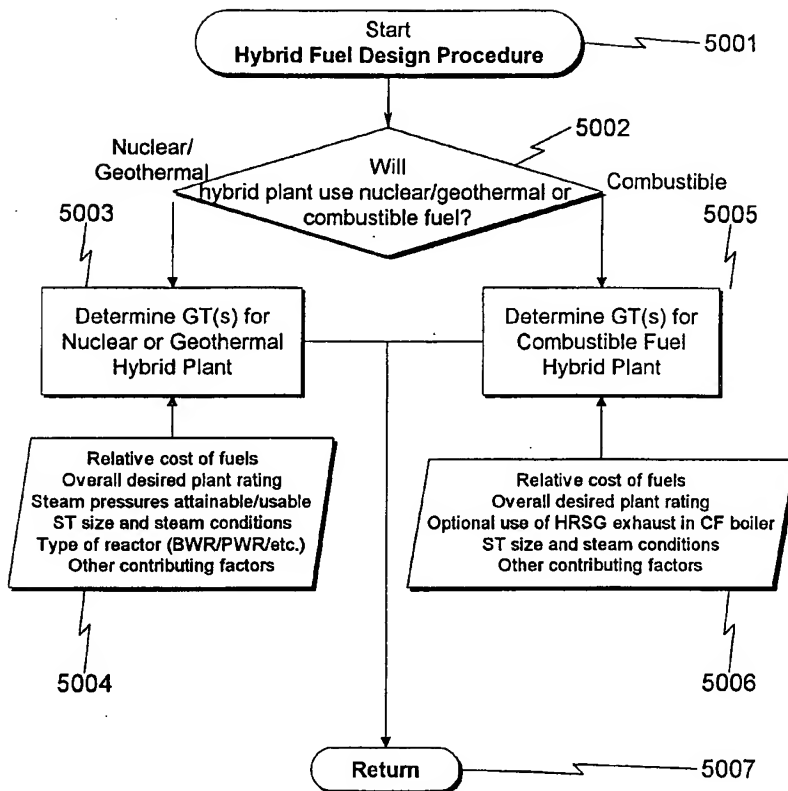 Start
Hybrid Fuel Design Procedure
5001
5002
Nuclear/
Geothermal
Will
hybrid plant use nuclear/geothermal or
combustible fuel?
Combustible
5003
5005
Determine GT(s) for
Nuclear or Geothermal
Hybrid Plant
Determine GT(s) for
Combustible Fuel
Hybrid Plant
Relative cost of fuels
Overall desired plant rating
Steam pressures attainable/usable
ST size and steam conditions
Type of reactor (BWR/PWR/etc.)
Other contributing factors
Relative cost of fuels
Overall desired plant rating
Optional use of HRSG exhaust in CF boiler
ST size and steam conditions
Other contributing factors
5004
5006
Return
5007